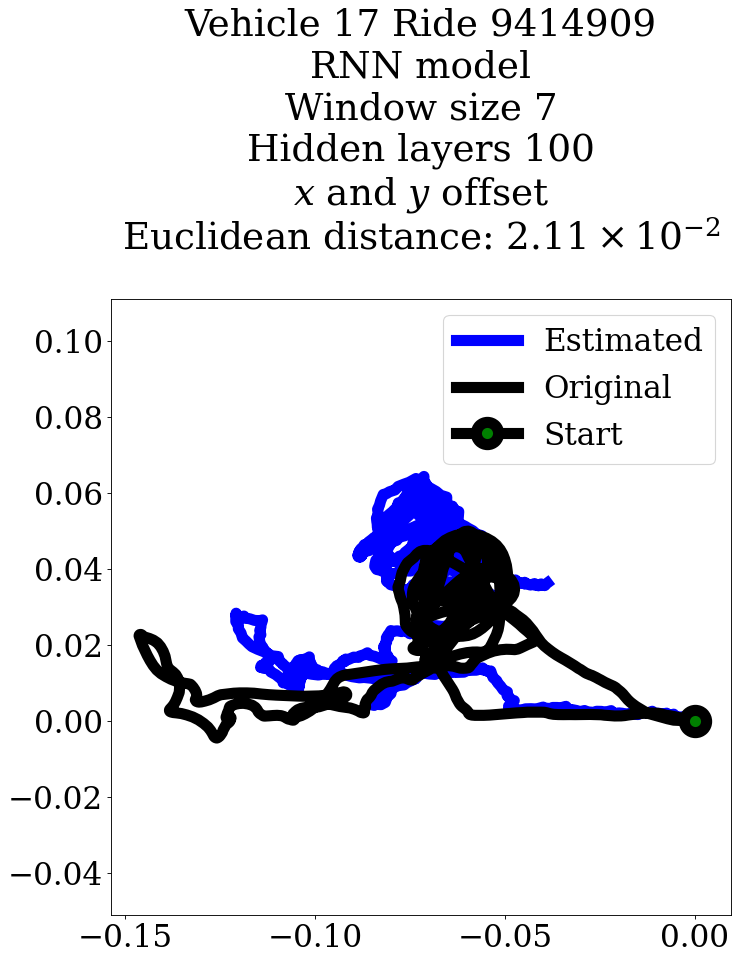 Vehicle 17 Ride 9414909
RNN model
Window size 7
Hidden layers 100
x and y offset
Euclidean distance: 2.11 × 10⁻²
Estimated
Original
Start
0.10
0.08
0.06
0.04
0.02
0.00
−0.02
−0.04
−0.15 −0.10 −0.05 0.00